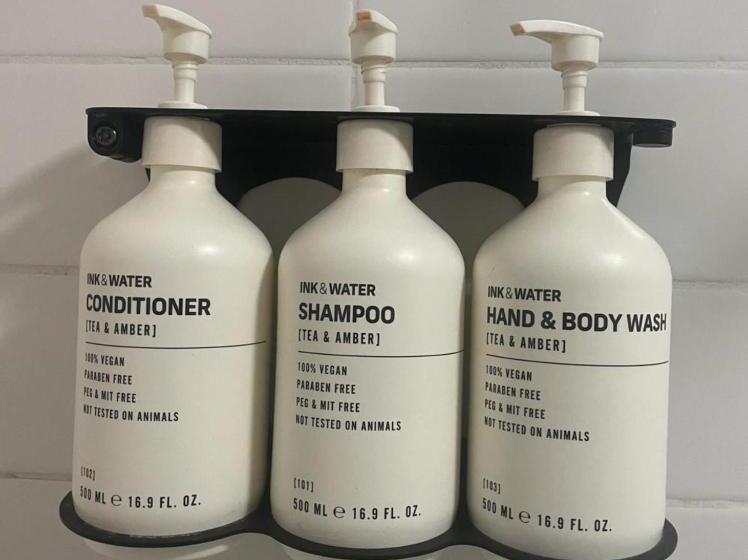 INK & WATER
CONDITIONER
[TEA & AMBER]
100% VEGAN
PARABEN FREE
PEG & MIT FREE
NOT TESTED ON ANIMALS
[102]
500 ML ℮ 16.9 FL. OZ.
INK & WATER
SHAMPOO
[TEA & AMBER]
100% VEGAN
PARABEN FREE
PEG & MIT FREE
NOT TESTED ON ANIMALS
[101]
500 ML ℮ 16.9 FL. OZ.
INK & WATER
HAND & BODY WASH
[TEA & AMBER]
100% VEGAN
PARABEN FREE
PEG & MIT FREE
NOT TESTED ON ANIMALS
[103]
500 ML ℮ 16.9 FL. OZ.